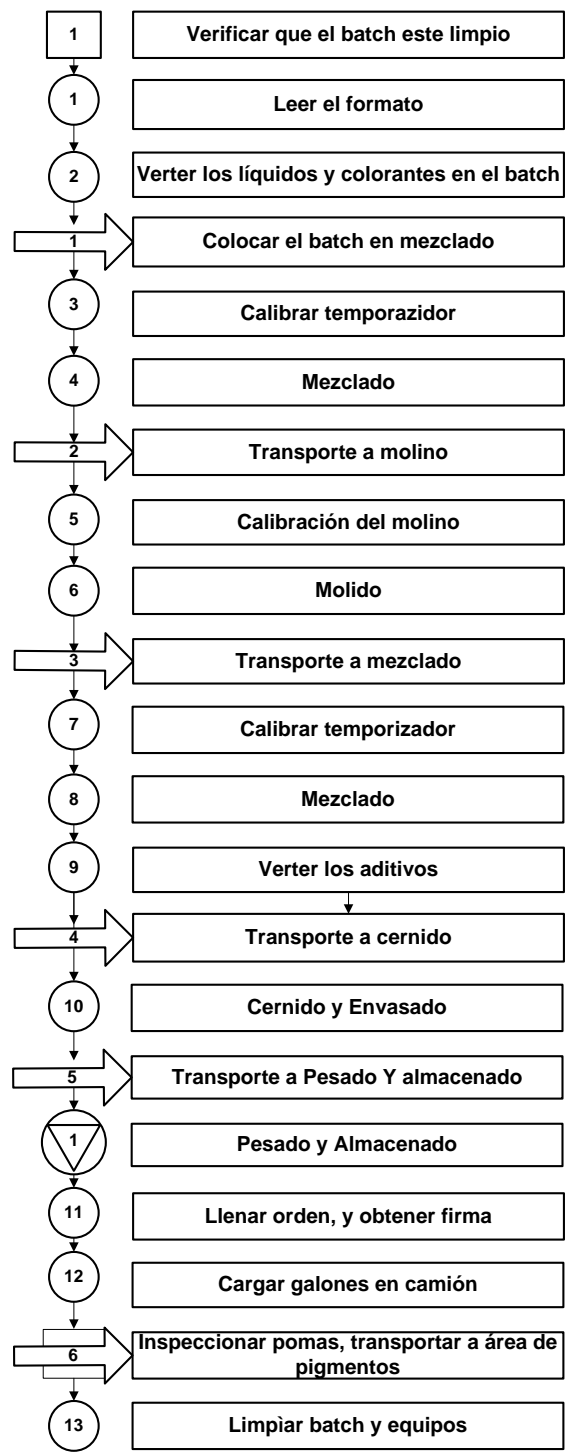 1 Verificar que el batch este limpio
1 Leer el formato
2 Verter los líquidos y colorantes en el batch
1 Colocar el batch en mezclado
3 Calibrar temporazidor
4 Mezclado
2 Transporte a molino
5 Calibración del molino
6 Molido
3 Transporte a mezclado
7 Calibrar temporizador
8 Mezclado
9 Verter los aditivos
4 Transporte a cernido
10 Cernido y Envasado
5 Transporte a Pesado Y almacenado
1 Pesado y Almacenado
11 Llenar orden, y obtener firma
12 Cargar galones en camión
6 Inspeccionar pomas, transportar a área de
pigmentos
13 Limpìar batch y equipos